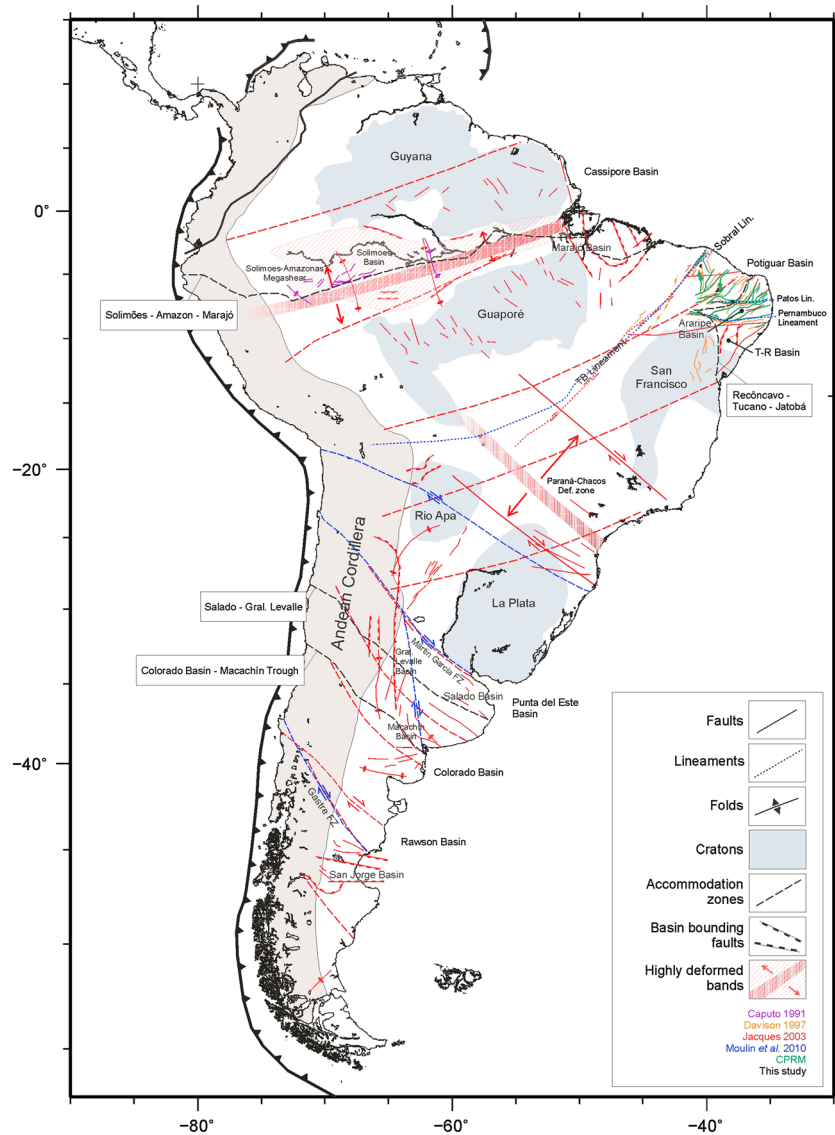 Guyana
Cassipore Basin
0°
Sobral Lin.
Marajo Basin
Solimoes
Basin
Solimoes-Amazonas
Megashear
Potiguar Basin
Patos Lin.
Pernambuco
Lineament
Solimões - Amazon - Marajó
Guaporé
Araripe
Basin
T-R Basin
TB Lineament
San
Francisco
Recôncavo -
Tucano - Jatobá
−20°
Paraná-Chacos
Def. zone
Rio Apa
Andean Cordillera
La Plata
Salado - Gral. Levalle
Gral.
Levalle
Basin
Martin Garcia FZ
Colorado Basin - Macachín Trough
Salado Basin
Punta del Este
Basin
Macachin
Basin
−40°
Colorado Basin
Gastre FZ
Rawson Basin
San Jorge Basin
Faults
Lineaments
Folds
Cratons
Accommodation
zones
Basin bounding
faults
Highly deformed
bands
Caputo 1991
Davison 1997
Jacques 2003
Moulin et al. 2010
CPRM
This study
−80°
−60°
−40°